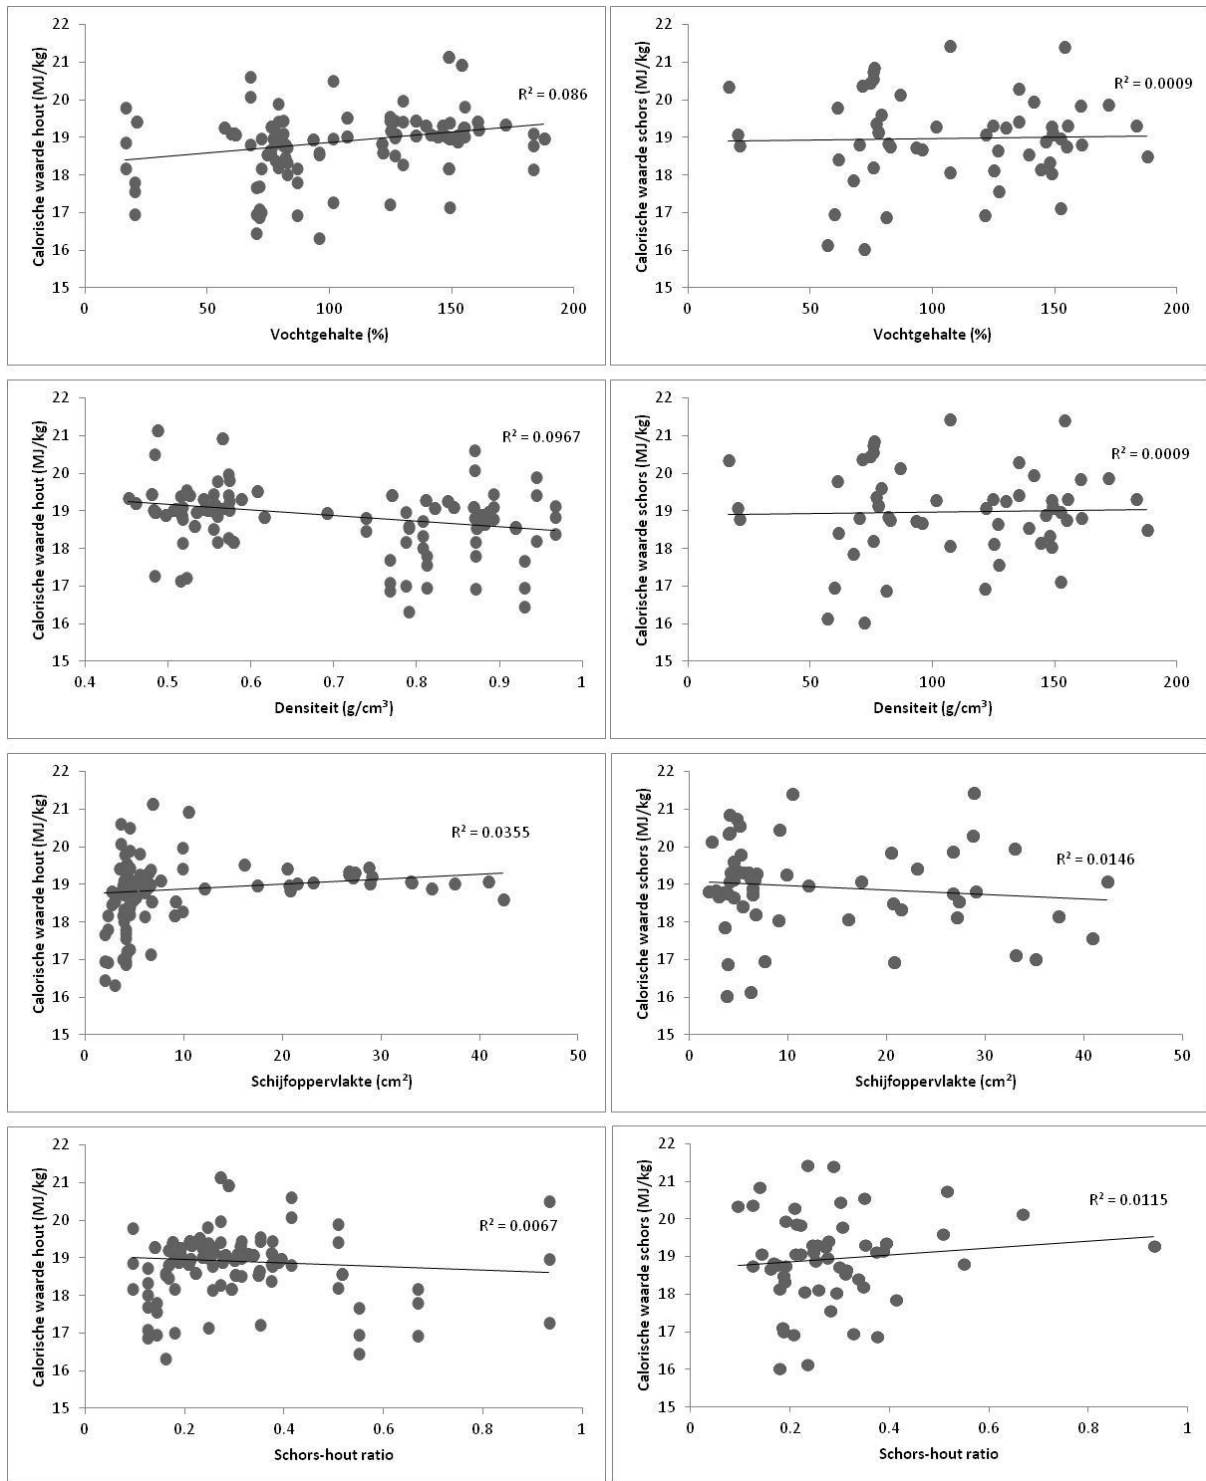 22
21
20
19
18
17
16
15
Calorische waarde hout (MJ/kg)
R² = 0.086
0 50 100 150 200
Vochtgehalte (%)
22
21
20
19
18
17
16
15
Calorische waarde schors (MJ/kg)
R² = 0.0009
0 50 100 150 200
Vochtgehalte (%)
22
21
20
19
18
17
16
15
Calorische waarde hout (MJ/kg)
R² = 0.0967
0.4 0.5 0.6 0.7 0.8 0.9 1
Densiteit (g/cm³)
22
21
20
19
18
17
16
15
Calorische waarde schors (MJ/kg)
R² = 0.0009
0 50 100 150 200
Densiteit (g/cm³)
22
21
20
19
18
17
16
15
Calorische waarde hout (MJ/kg)
R² = 0.0355
0 10 20 30 40 50
Schijfoppervlakte (cm²)
22
21
20
19
18
17
16
15
Calorische waarde schors (MJ/kg)
R² = 0.0146
0 10 20 30 40 50
Schijfoppervlakte (cm²)
22
21
20
19
18
17
16
15
Calorische waarde hout (MJ/kg)
R² = 0.0067
0 0.2 0.4 0.6 0.8 1
Schors-hout ratio
22
21
20
19
18
17
16
15
Calorische waarde schors (MJ/kg)
R² = 0.0115
0 0.2 0.4 0.6 0.8 1
Schors-hout ratio